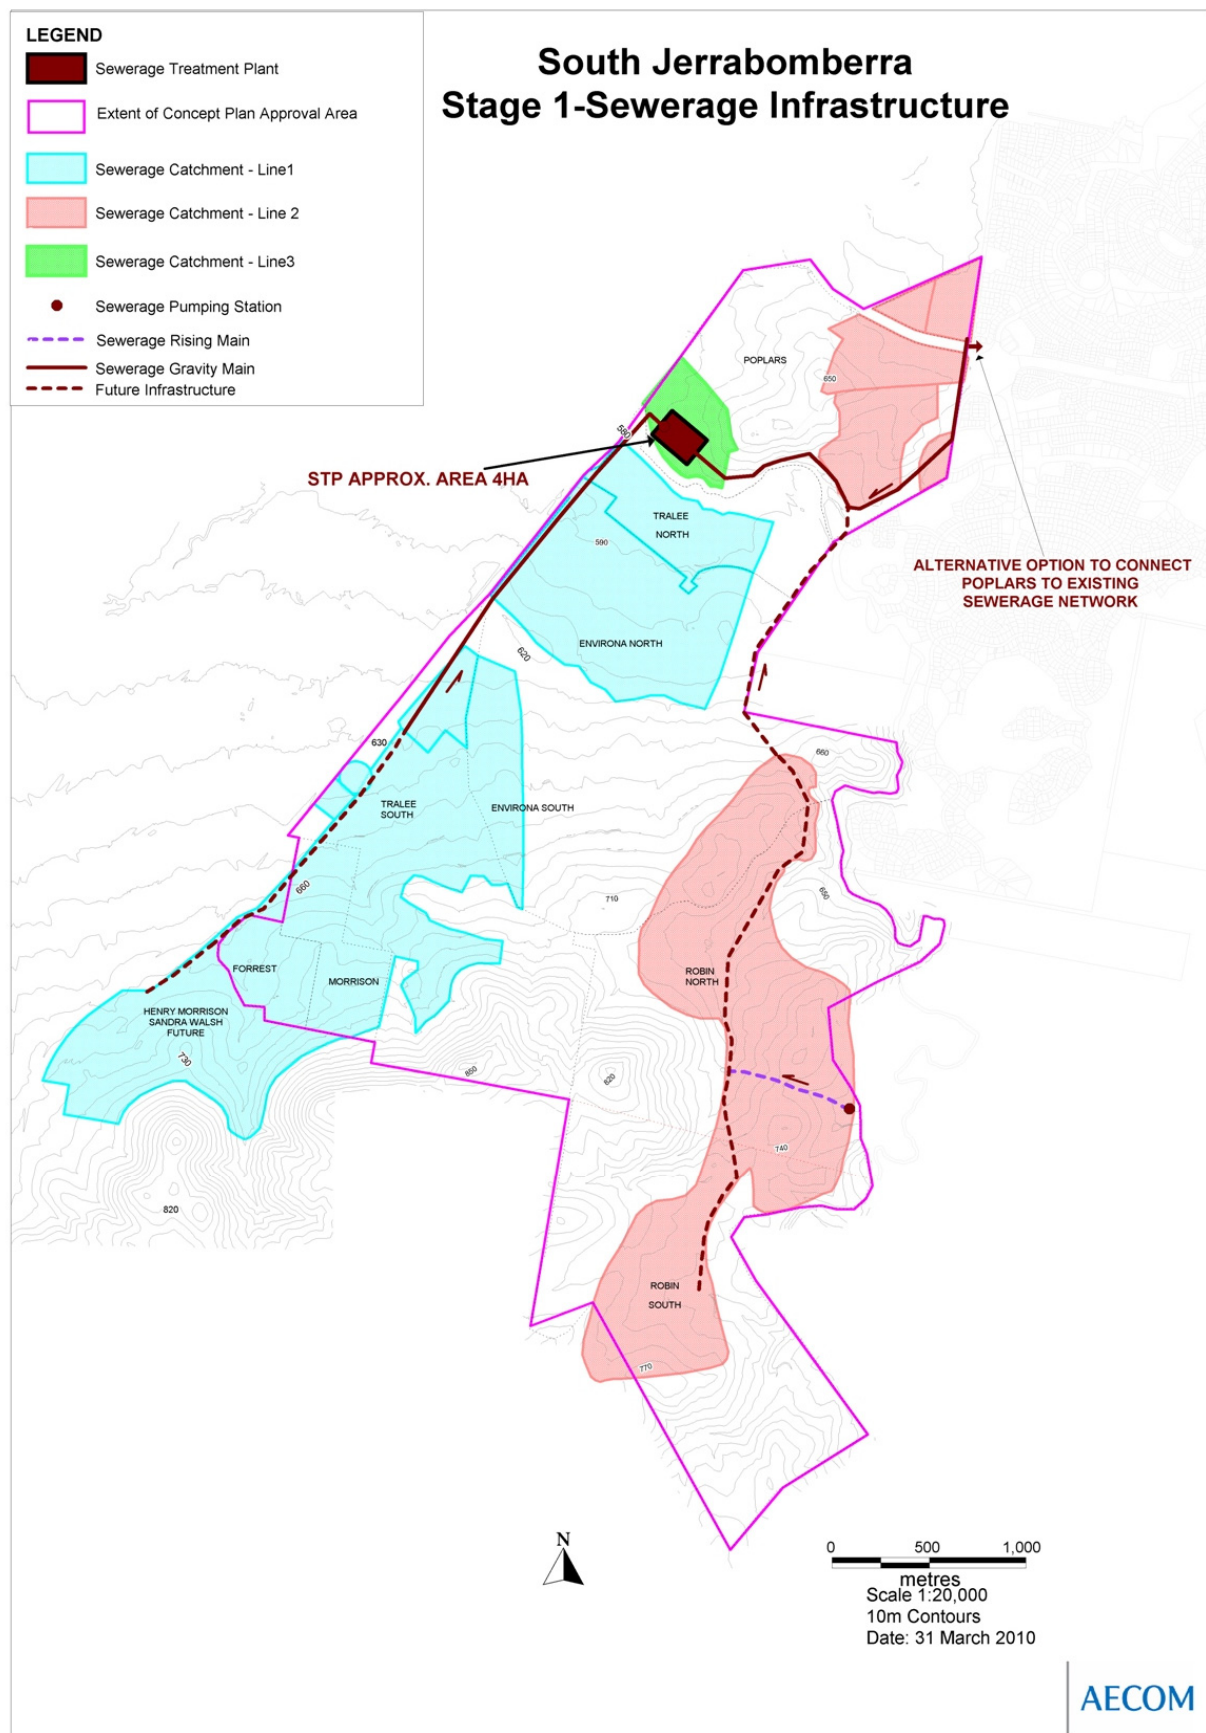 LEGEND
Sewerage Treatment Plant
Extent of Concept Plan Approval Area
Sewerage Catchment - Line1
Sewerage Catchment - Line 2
Sewerage Catchment - Line3
Sewerage Pumping Station
Sewerage Rising Main
Sewerage Gravity Main
Future Infrastructure
South Jerrabomberra
Stage 1-Sewerage Infrastructure
POPLARS
650
580
STP APPROX. AREA 4HA
TRALEE
NORTH
590
ALTERNATIVE OPTION TO CONNECT
POPLARS TO EXISTING
SEWERAGE NETWORK
ENVIRONA NORTH
620
630
660
TRALEE
SOUTH
ENVIRONA SOUTH
660
710
650
FORREST
MORRISON
ROBIN
NORTH
HENRY MORRISON
SANDRA WALSH
FUTURE
730
850
820
740
820
ROBIN
SOUTH
770
N
0 500 1,000
metres
Scale 1:20,000
10m Contours
Date: 31 March 2010
AECOM